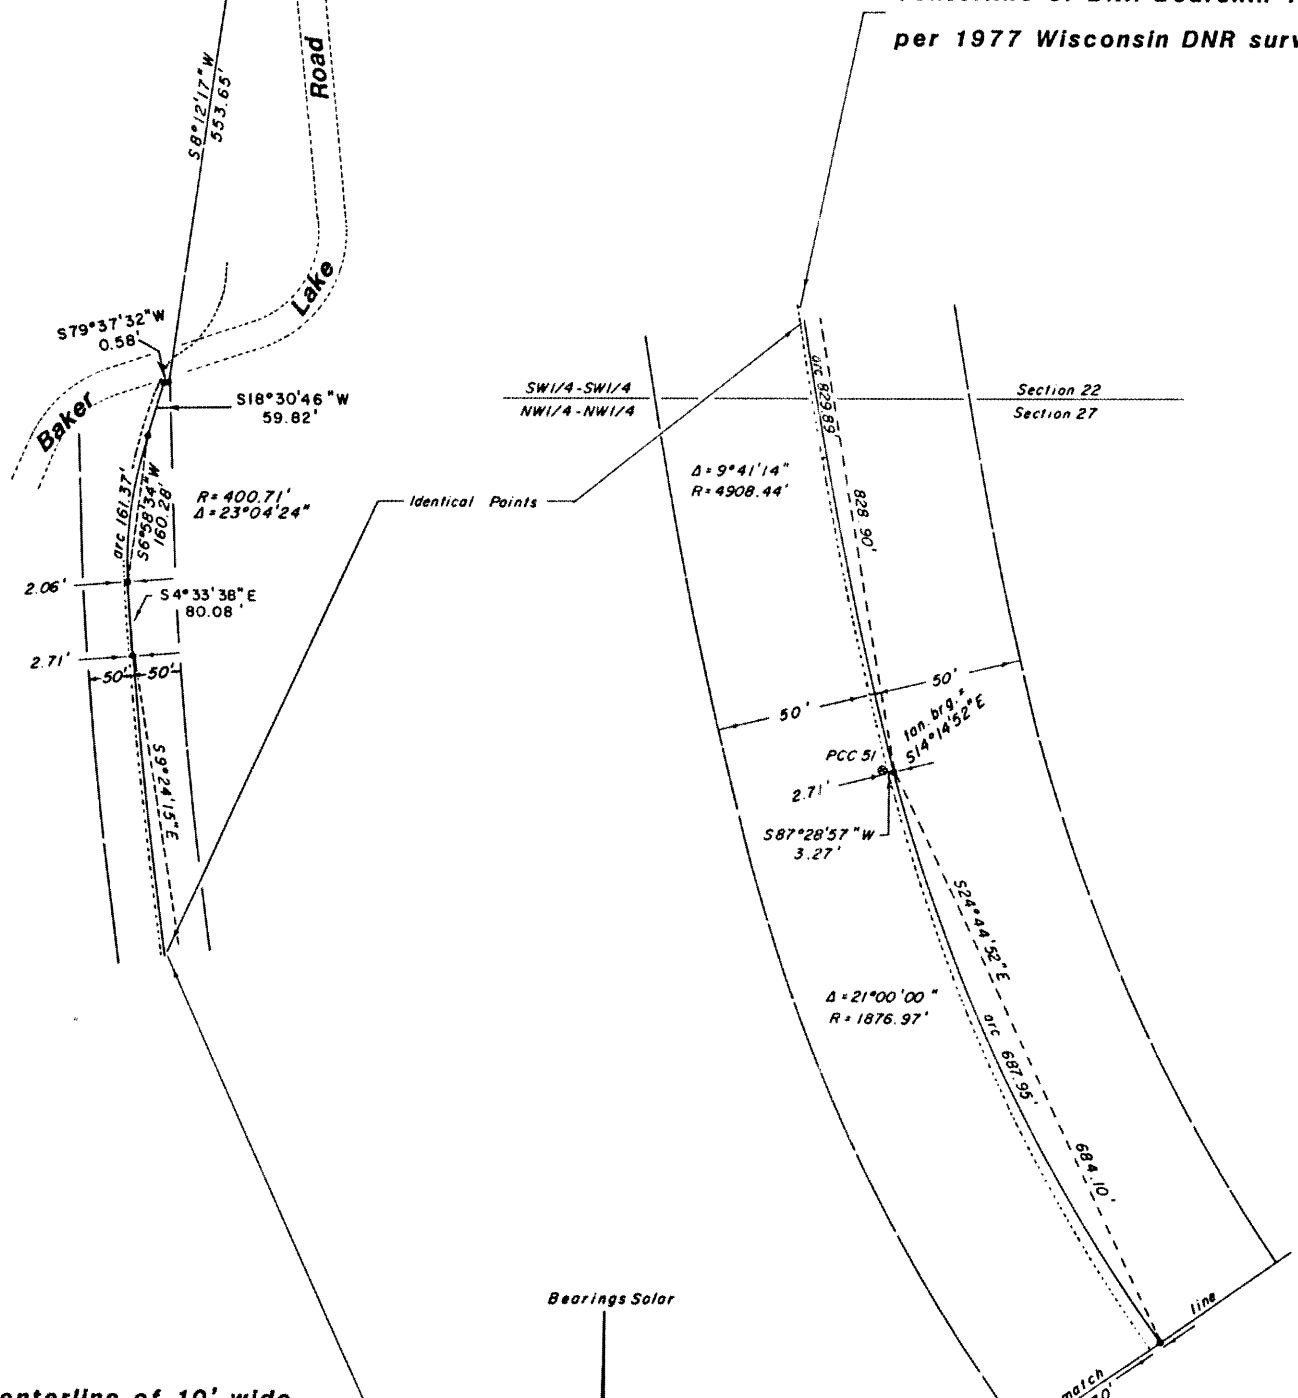 per 1977 Wisconsin DNR surv
S8°12'17"W
553.65'
Road
Lake
Baker
S79°37'32"W
0.58'
S18°30'46"W
59.82'
arc 161.37'
S6°58'34"W
160.28'
R=400.71'
Δ=23°04'24"
2.06'
S4°33'38"E
80.08'
2.71'
50'
50'
S9°24'15"E
Identical Points
SW1/4-SW1/4
NW1/4-NW1/4
Section 22
Section 27
arc 829.89'
828.90'
Δ=9°41'14"
R=4908.44'
50'
50'
tan. brg.=
S14°14'52"E
PCC 51
2.71'
S87°28'57"W
3.27'
S24°44'52"E
684.10'
Δ=21°00'00"
R=1876.97'
arc 687.95'
Bearings Solar
match
line
of 10' wide